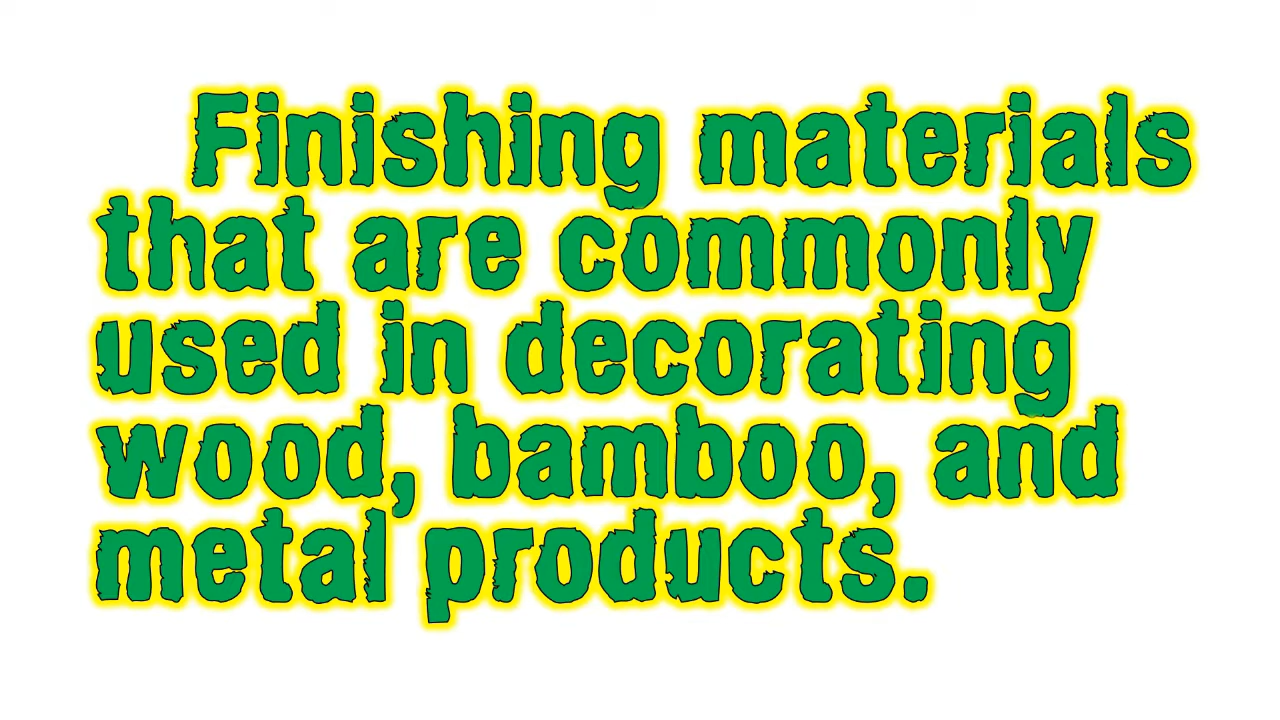 Finishing materials
that are commonly
used in decorating
wood, bamboo, and
metal products.